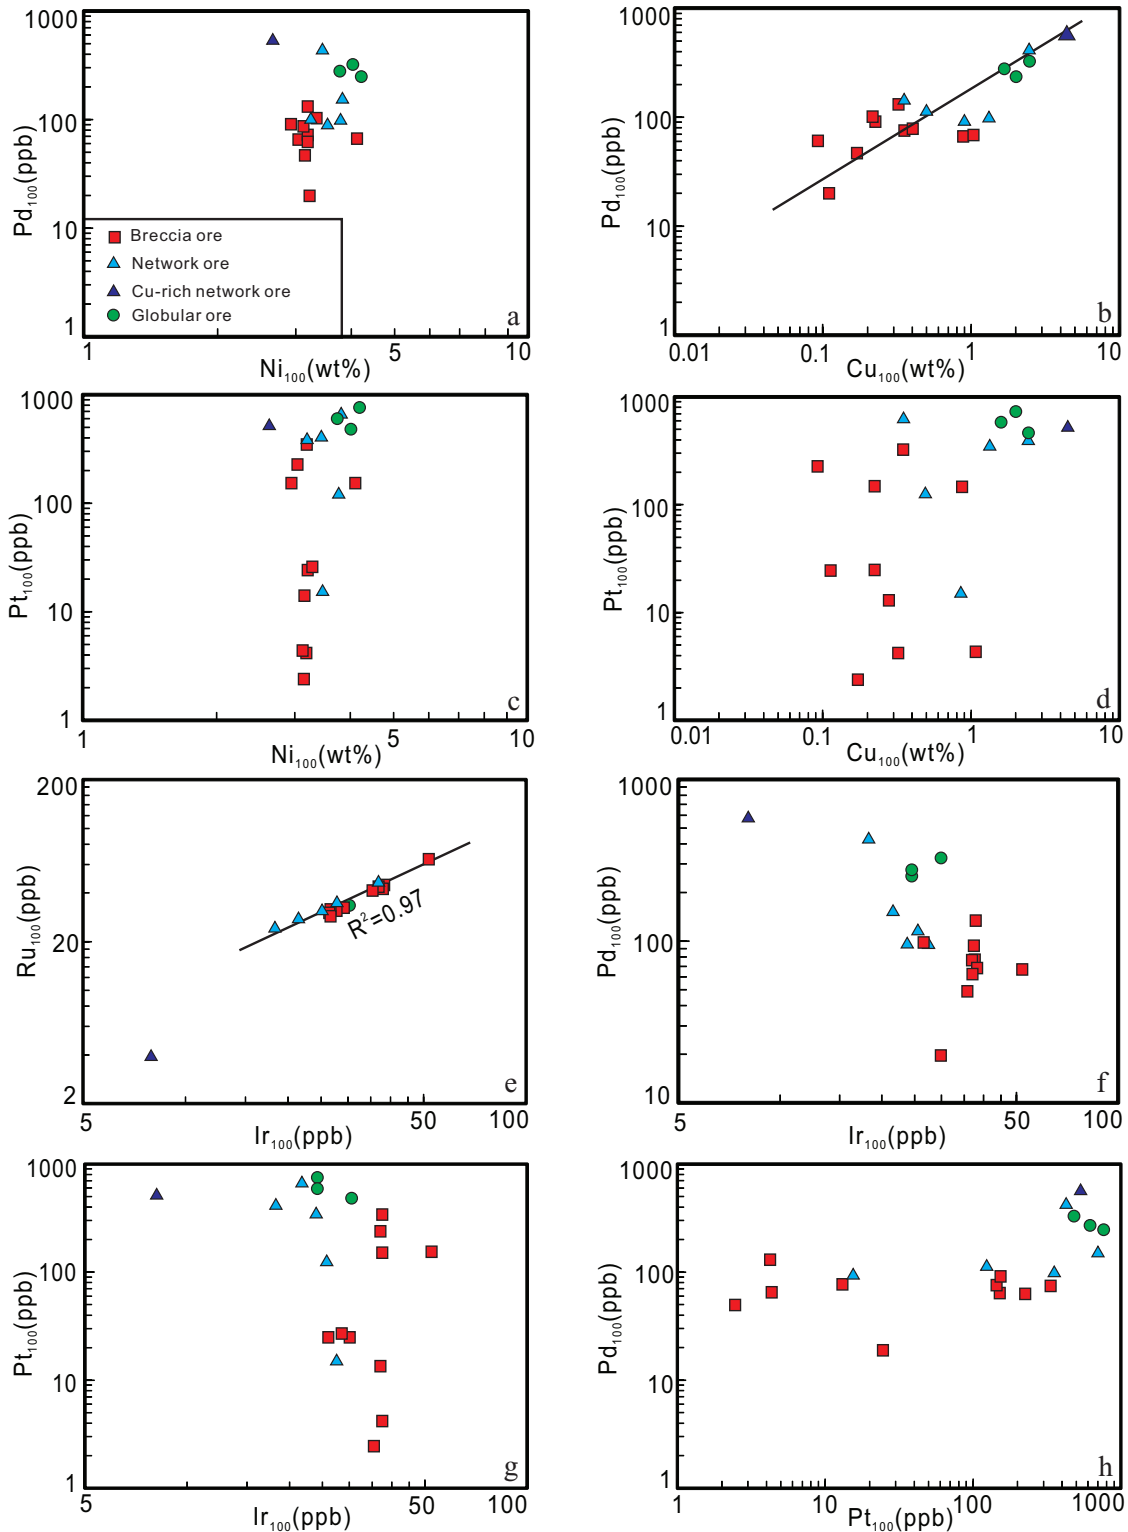 1000
100
10
1
Pd100(ppb)
Breccia ore
Network ore
Cu-rich network ore
Globular ore
a
1
5
10
Ni100(wt%)
1000
100
10
1
Pd100(ppb)
b
0.01
0.1
1
10
Cu100(wt%)
1000
100
10
1
Pt100(ppb)
c
1
5
10
Ni100(wt%)
1000
100
10
1
Pt100(ppb)
d
0.01
0.1
1
10
Cu100(wt%)
200
20
2
Ru100(ppb)
R²=0.97
e
5
50
100
Ir100(ppb)
1000
100
10
Pd100(ppb)
f
5
50
100
Ir100(ppb)
1000
100
10
1
Pt100(ppb)
g
5
50
100
Ir100(ppb)
1000
100
10
1
Pd100(ppb)
h
1
10
100
1000
Pt100(ppb)